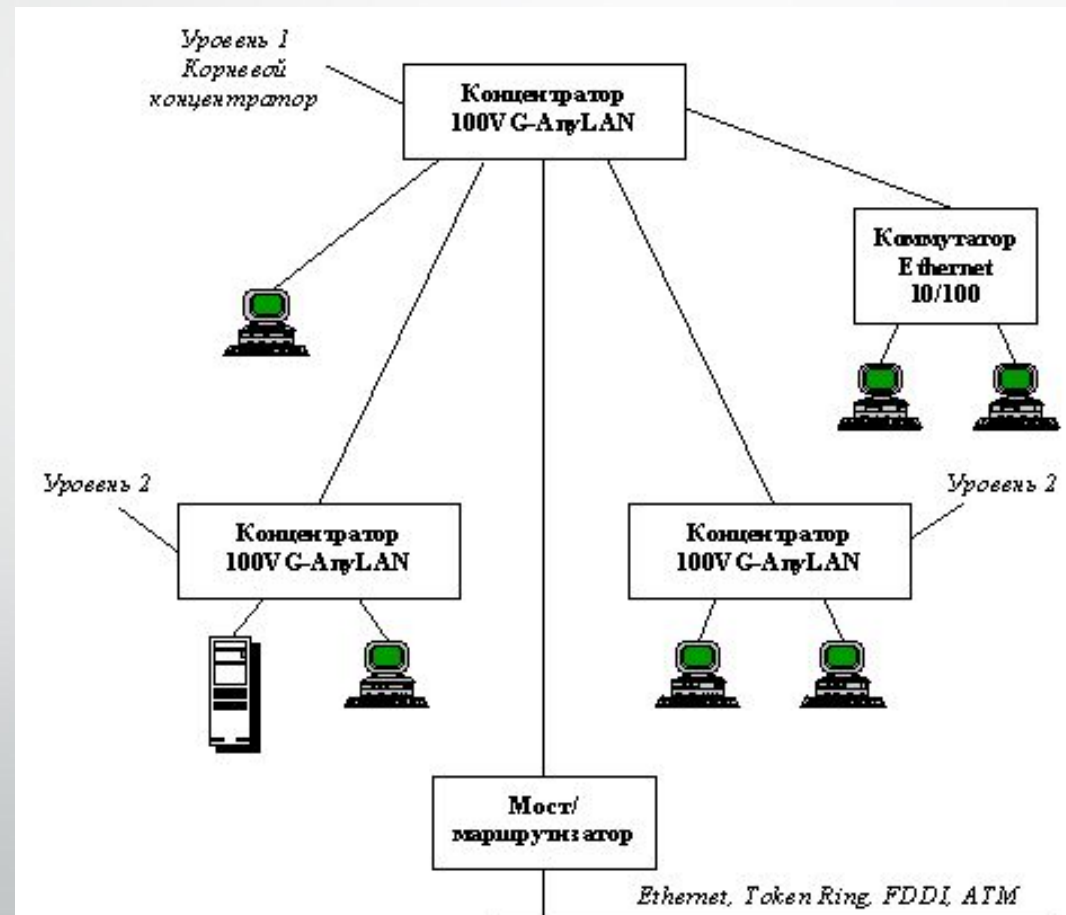 Уровень 1
Корневой
концентратор
Концентратор
100VG-AnyLAN
Коммутатор
Ethernet
10/100
Уровень 2
Концентратор
100VG-AnyLAN
Концентратор
100VG-AnyLAN
Уровень 2
Мост/
маршрутизатор
Ethernet, Token Ring, FDDI, ATM